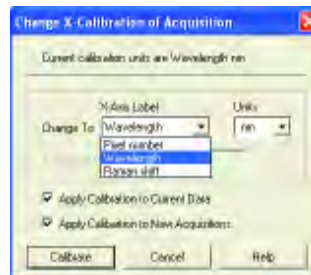 Change X-Calibration of Acquisition
Current calibration units are Wavelength nm
X-Axis Label Units
Change To: Wavelength nm
Pixel number
Wavelength
Raman shift
Apply Calibration to Current Data
Apply Calibration to New Acquisitions
Calibrate Cancel Help